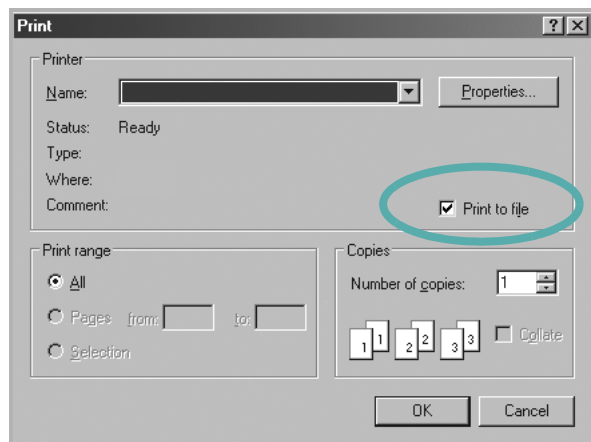 Print
Printer
Name:
Properties...
Status: Ready
Type:
Where:
Comment:
Print to file
Print range
All
Pages from: to:
Selection
Copies
Number of copies: 1
1 1 2 2 3 3
Collate
OK Cancel